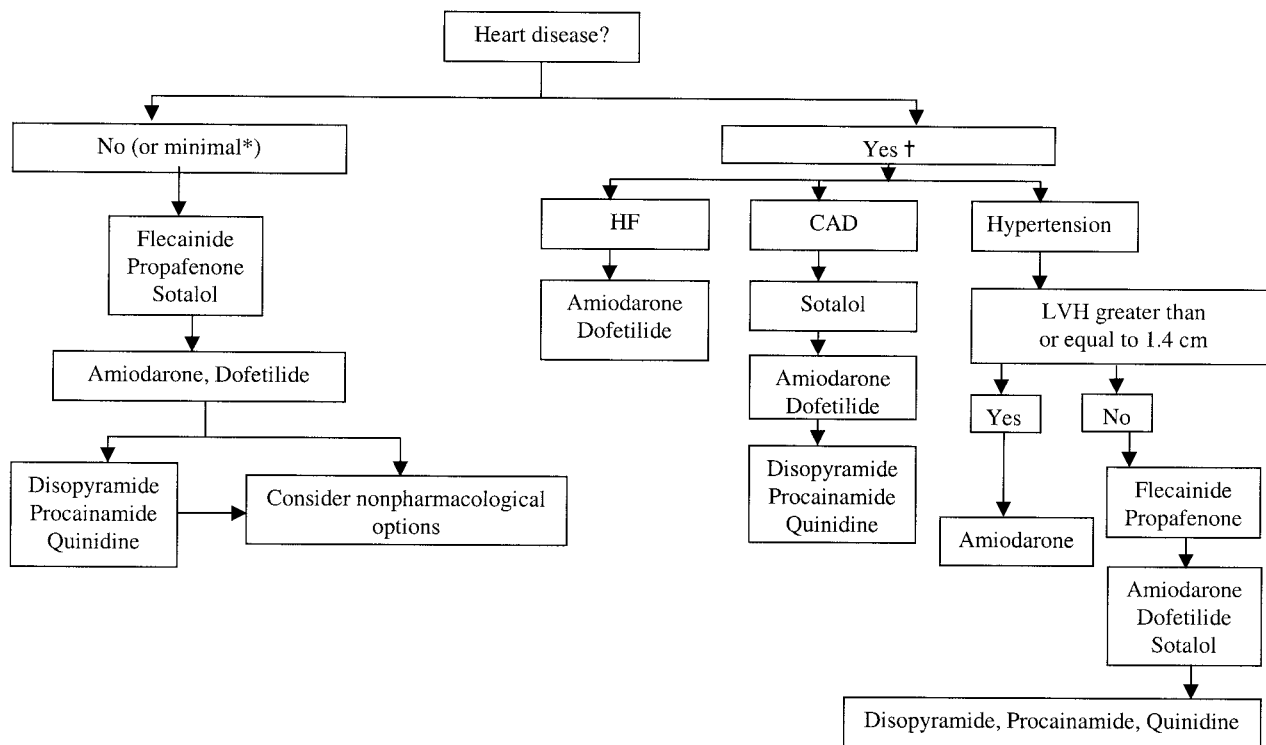 Heart disease?
No (or minimal*)
Yes †
Flecainide
Propafenone
Sotalol
Amiodarone, Dofetilide
Disopyramide
Procainamide
Quinidine
Consider nonpharmacological
options
HF
Amiodarone
Dofetilide
CAD
Sotalol
Amiodarone
Dofetilide
Disopyramide
Procainamide
Quinidine
Hypertension
LVH greater than
or equal to 1.4 cm
Yes
Amiodarone
No
Flecainide
Propafenone
Amiodarone
Dofetilide
Sotalol
Disopyramide, Procainamide, Quinidine